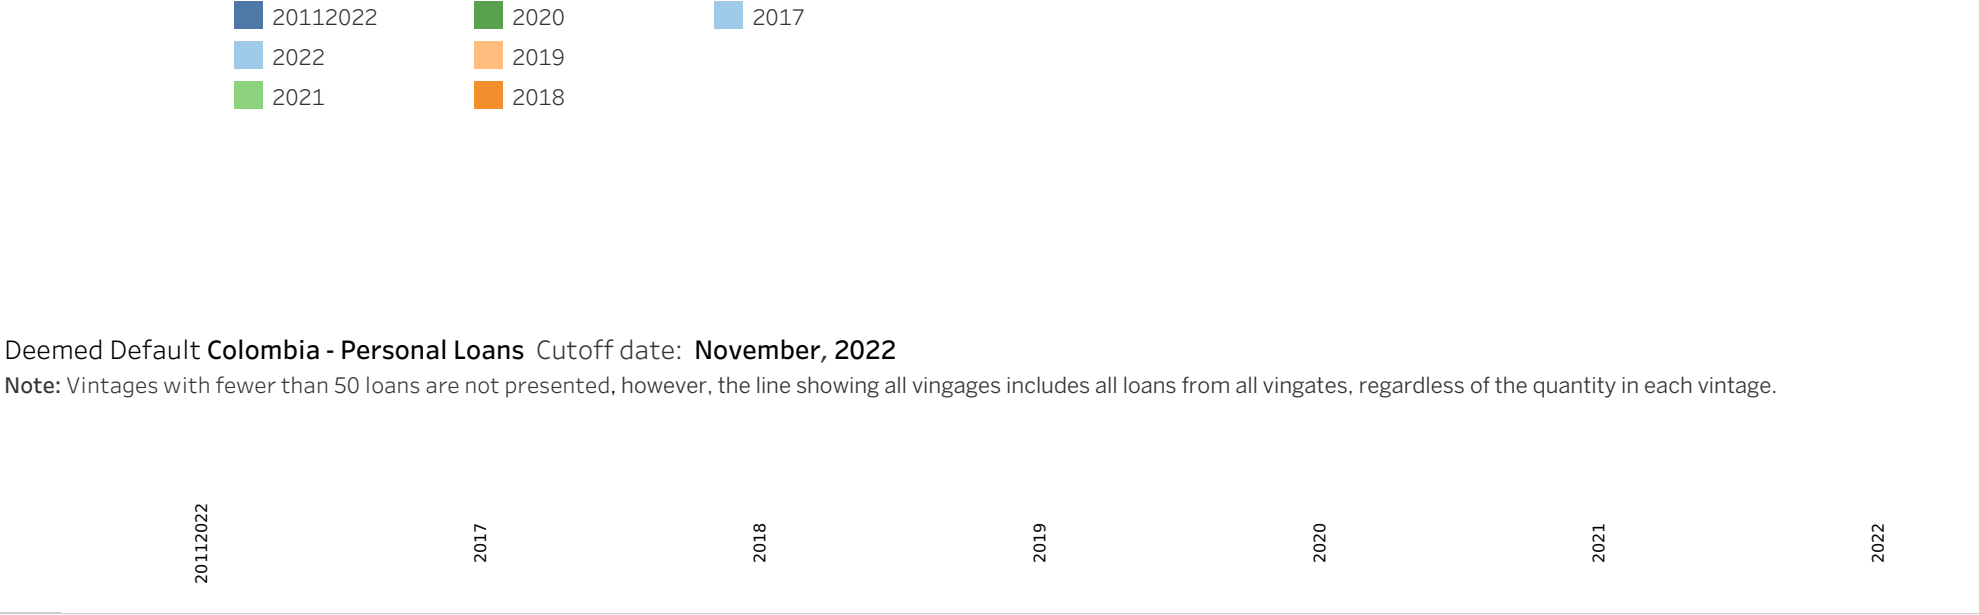 20112022 2020 2017
2022 2019
2021 2018
Deemed Default Colombia - Personal Loans Cutoff date: November, 2022
Note: Vintages with fewer than 50 loans are not presented, however, the line showing all vingages includes all loans from all vingates, regardless of the quantity in each vintage.
20112022 2017 2018 2019 2020 2021 2022